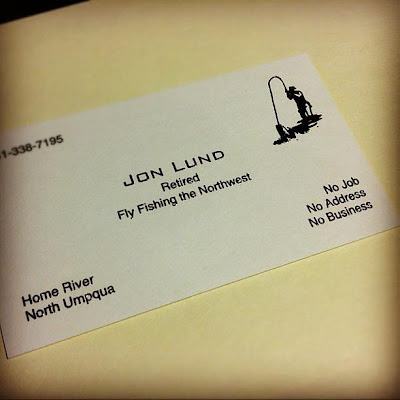 1-338-7195
JON LUND
Retired
Fly Fishing the Northwest
No Job
No Address
No Business
Home River
North Umpqua